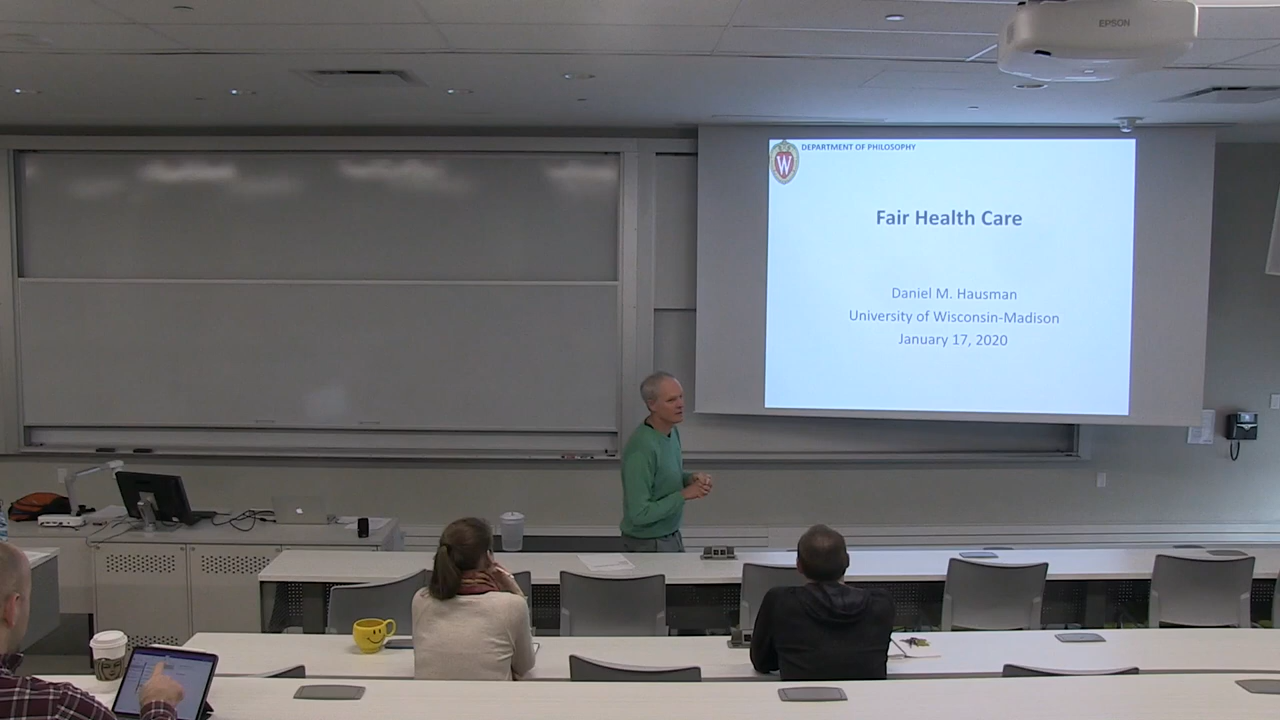 EPSON
DEPARTMENT OF PHILOSOPHY
W
Fair Health Care
Daniel M. Hausman
University of Wisconsin-Madison
January 17, 2020